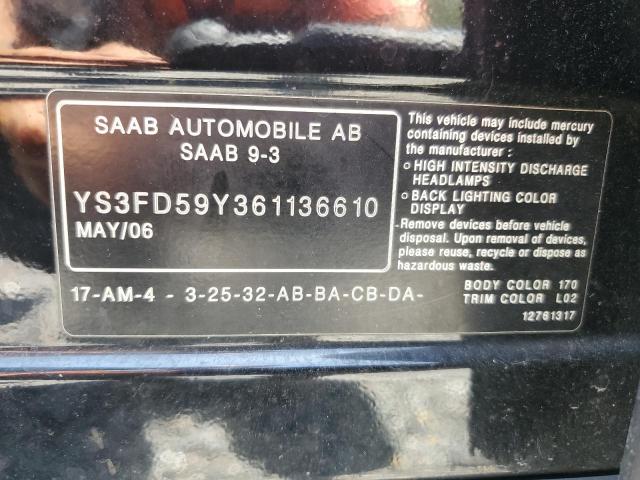 SAAB AUTOMOBILE AB
SAAB 9-3
YS3FD59Y361136610
MAY/06
17-AM-4 - 3-25-32-AB-BA-CB-DA-
This vehicle may include mercury
containing devices installed by
the manufacturer :
○ HIGH INTENSITY DISCHARGE
HEADLAMPS
○ BACK LIGHTING COLOR
DISPLAY
-Remove devices before vehicle
disposal. Upon removal of devices,
please reuse, recycle or dispose as
hazardous waste.
BODY COLOR 170
TRIM COLOR L02
12761317